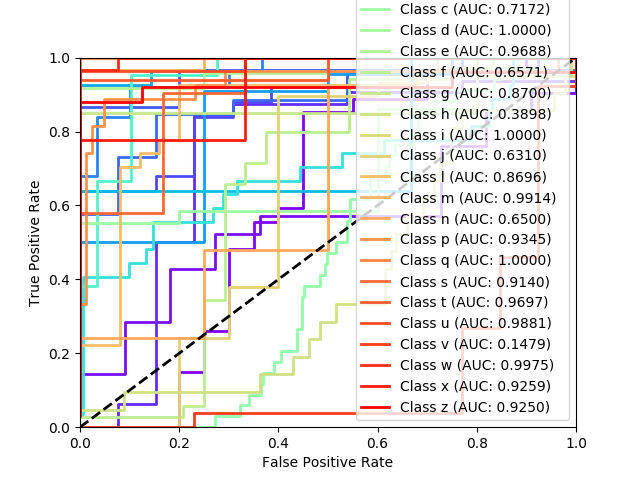 Class c (AUC: 0.7172)
Class d (AUC: 1.0000)
Class e (AUC: 0.9688)
Class f (AUC: 0.6571)
Class g (AUC: 0.8700)
Class h (AUC: 0.3898)
Class i (AUC: 1.0000)
Class j (AUC: 0.6310)
Class l (AUC: 0.8696)
Class m (AUC: 0.9914)
Class n (AUC: 0.6500)
Class p (AUC: 0.9345)
Class q (AUC: 1.0000)
Class s (AUC: 0.9140)
Class t (AUC: 0.9697)
Class u (AUC: 0.9881)
Class v (AUC: 0.1479)
Class w (AUC: 0.9975)
Class x (AUC: 0.9259)
Class z (AUC: 0.9250)
1.0
0.8
0.6
0.4
0.2
0.0
True Positive Rate
0.0 0.2 0.4 0.6 0.8 1.0
False Positive Rate